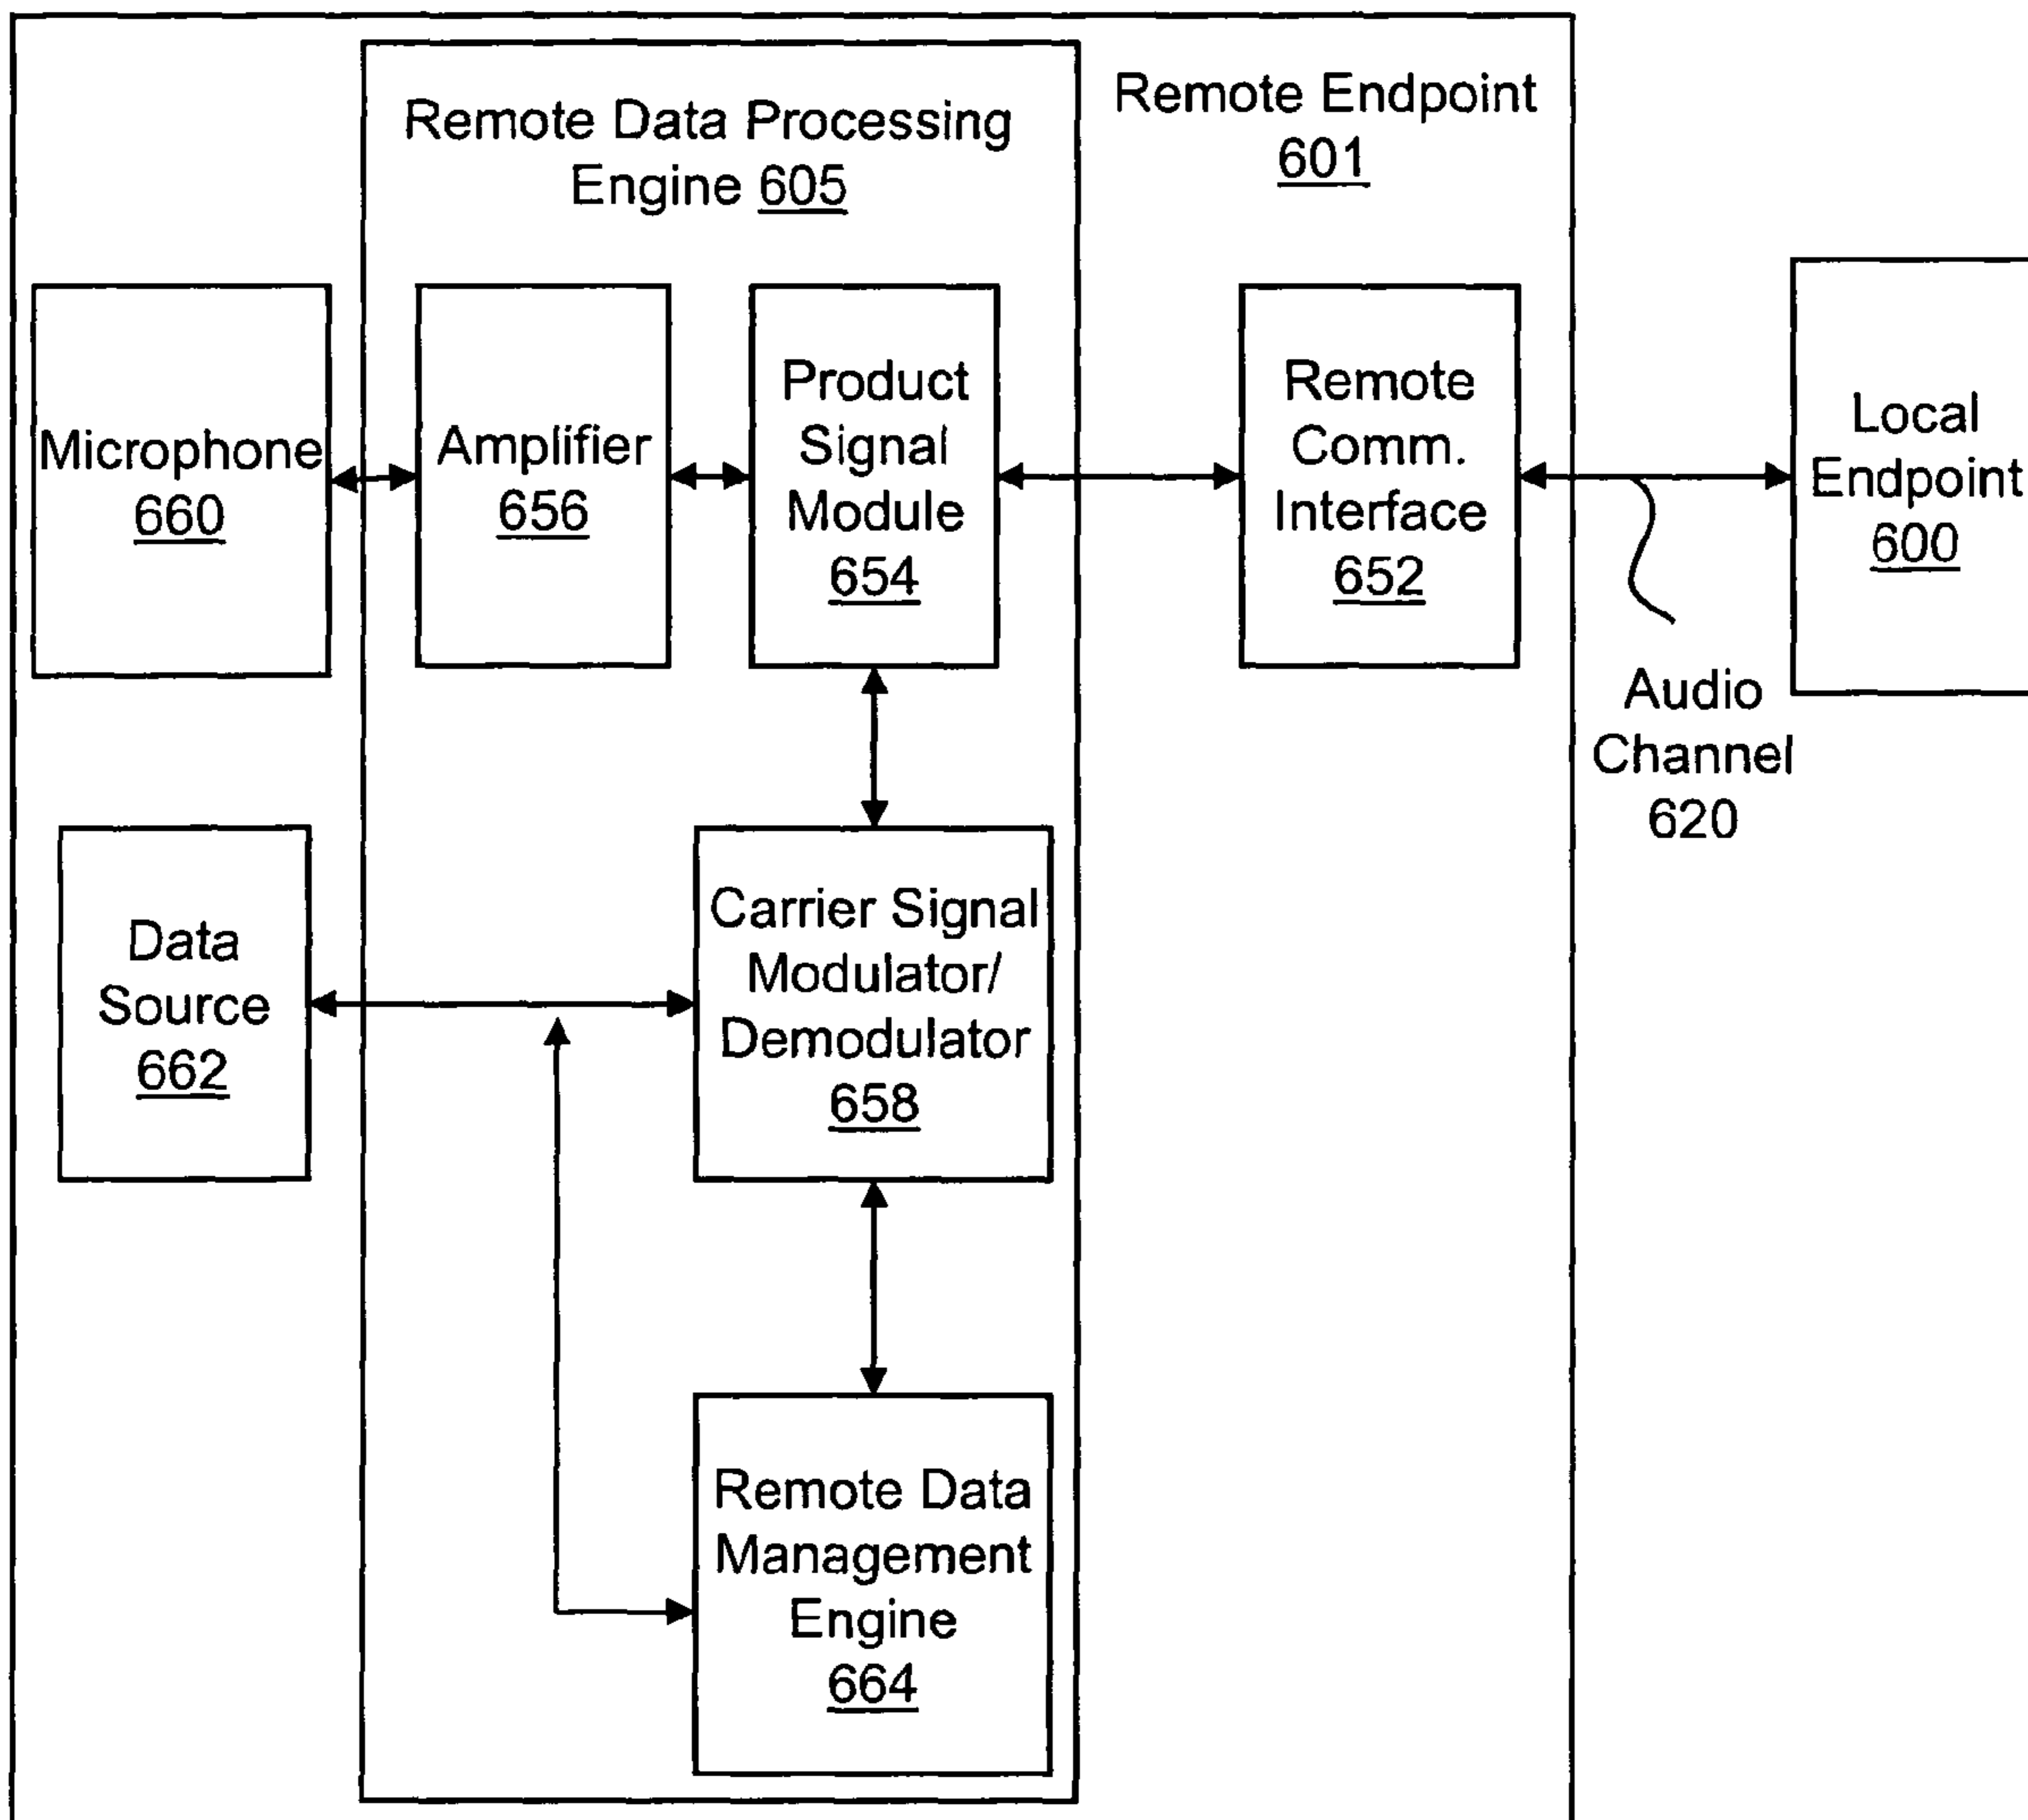 Remote Data Processing
Engine 605
Remote Endpoint
601
Microphone
660
Amplifier
656
Product
Signal
Module
654
Remote
Comm.
Interface
652
Local
Endpoint
600
Audio
Channel
620
Data
Source
662
Carrier Signal
Modulator/
Demodulator
658
Remote Data
Management
Engine
664